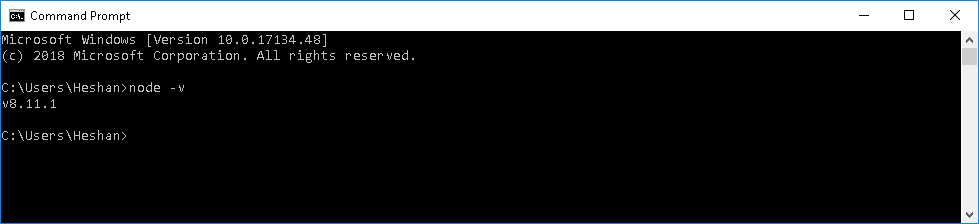 Command Prompt
Microsoft Windows [Version 10.0.17134.48]
(c) 2018 Microsoft Corporation. All rights reserved.
C:\Users\Heshan>node -v
v8.11.1
C:\Users\Heshan>